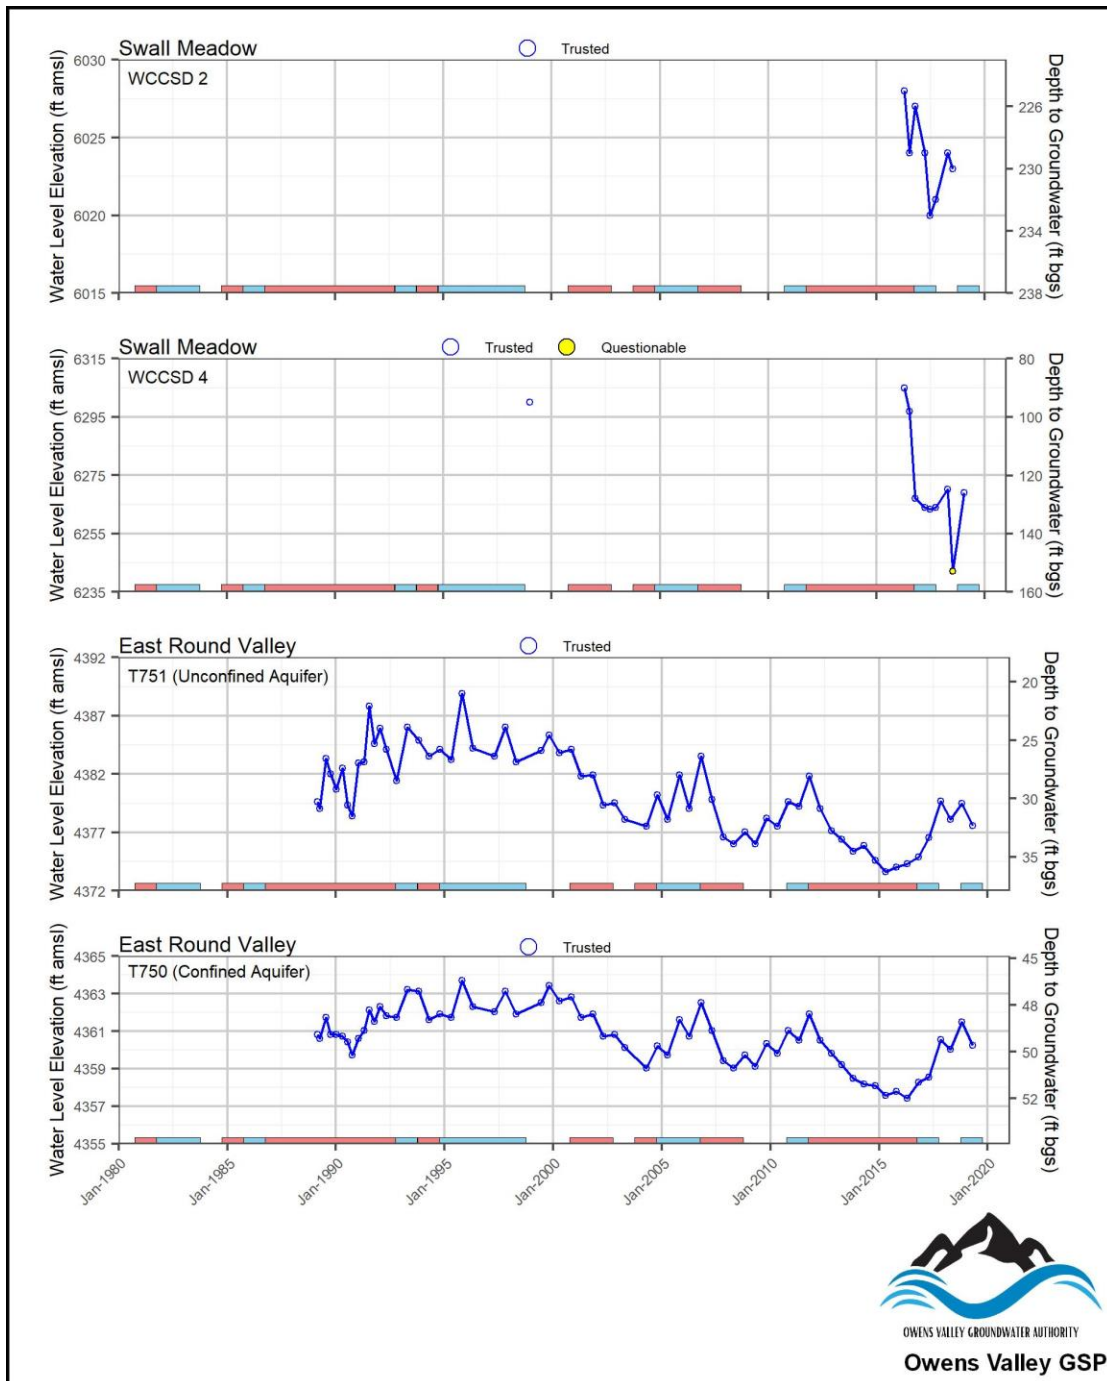 Swall Meadow
Trusted
WCCSD 2
Water Level Elevation (ft amsl)
6030
6025
6020
6015
Depth to Groundwater (ft bgs)
226
230
234
238
Swall Meadow
Trusted
Questionable
WCCSD 4
Water Level Elevation (ft amsl)
6315
6295
6275
6255
6235
Depth to Groundwater (ft bgs)
80
100
120
140
160
East Round Valley
Trusted
T751 (Unconfined Aquifer)
Water Level Elevation (ft amsl)
4392
4387
4382
4377
4372
Depth to Groundwater (ft bgs)
20
25
30
35
East Round Valley
Trusted
T750 (Confined Aquifer)
Water Level Elevation (ft amsl)
4365
4363
4361
4359
4357
4355
Depth to Groundwater (ft bgs)
45
48
50
52
Jan-1980
Jan-1985
Jan-1990
Jan-1995
Jan-2000
Jan-2005
Jan-2010
Jan-2015
Jan-2020
OWENS VALLEY GROUNDWATER AUTHORITY
Owens Valley GSP